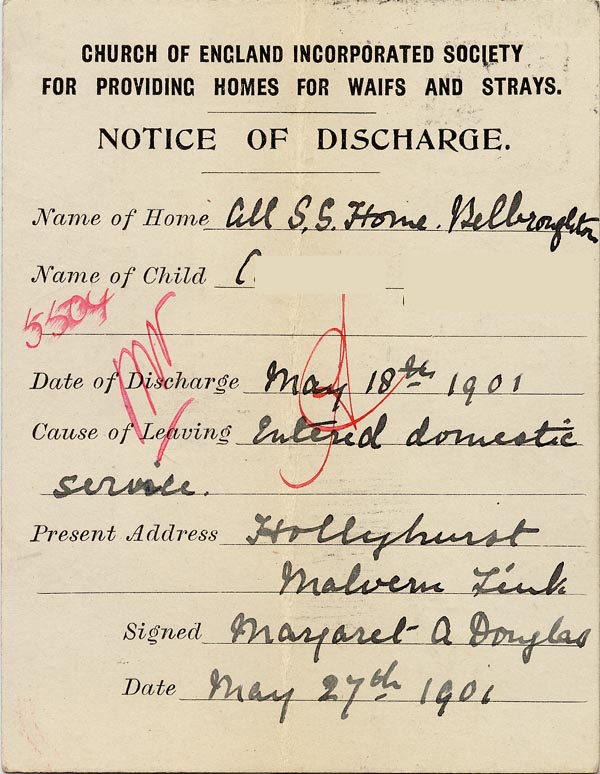 CHURCH OF ENGLAND INCORPORATED SOCIETY
FOR PROVIDING HOMES FOR WAIFS AND STRAYS.
NOTICE OF DISCHARGE.
Name of Home All S.S. Home. Belbroughton
Name of Child C
5504
Date of Discharge May 18th 1901
Cause of Leaving Entered domestic
service.
Present Address Hollyhurst
Malvern Link
Signed Margaret A Douglas
Date May 27th 1901